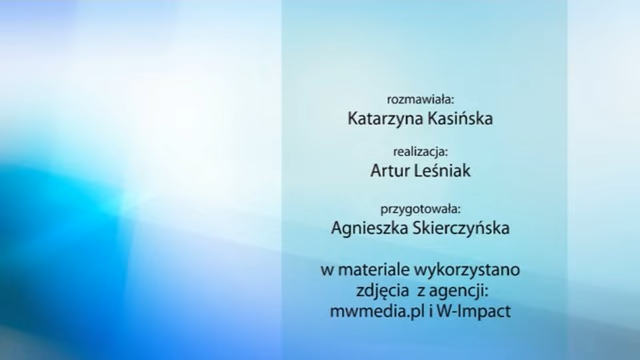 rozmawiała:
Katarzyna Kasińska
realizacja:
Artur Leśniak
przygotowała:
Agnieszka Skierczyńska
w materiale wykorzystano
zdjęcia z agencji:
mwmedia.pl i W-Impact